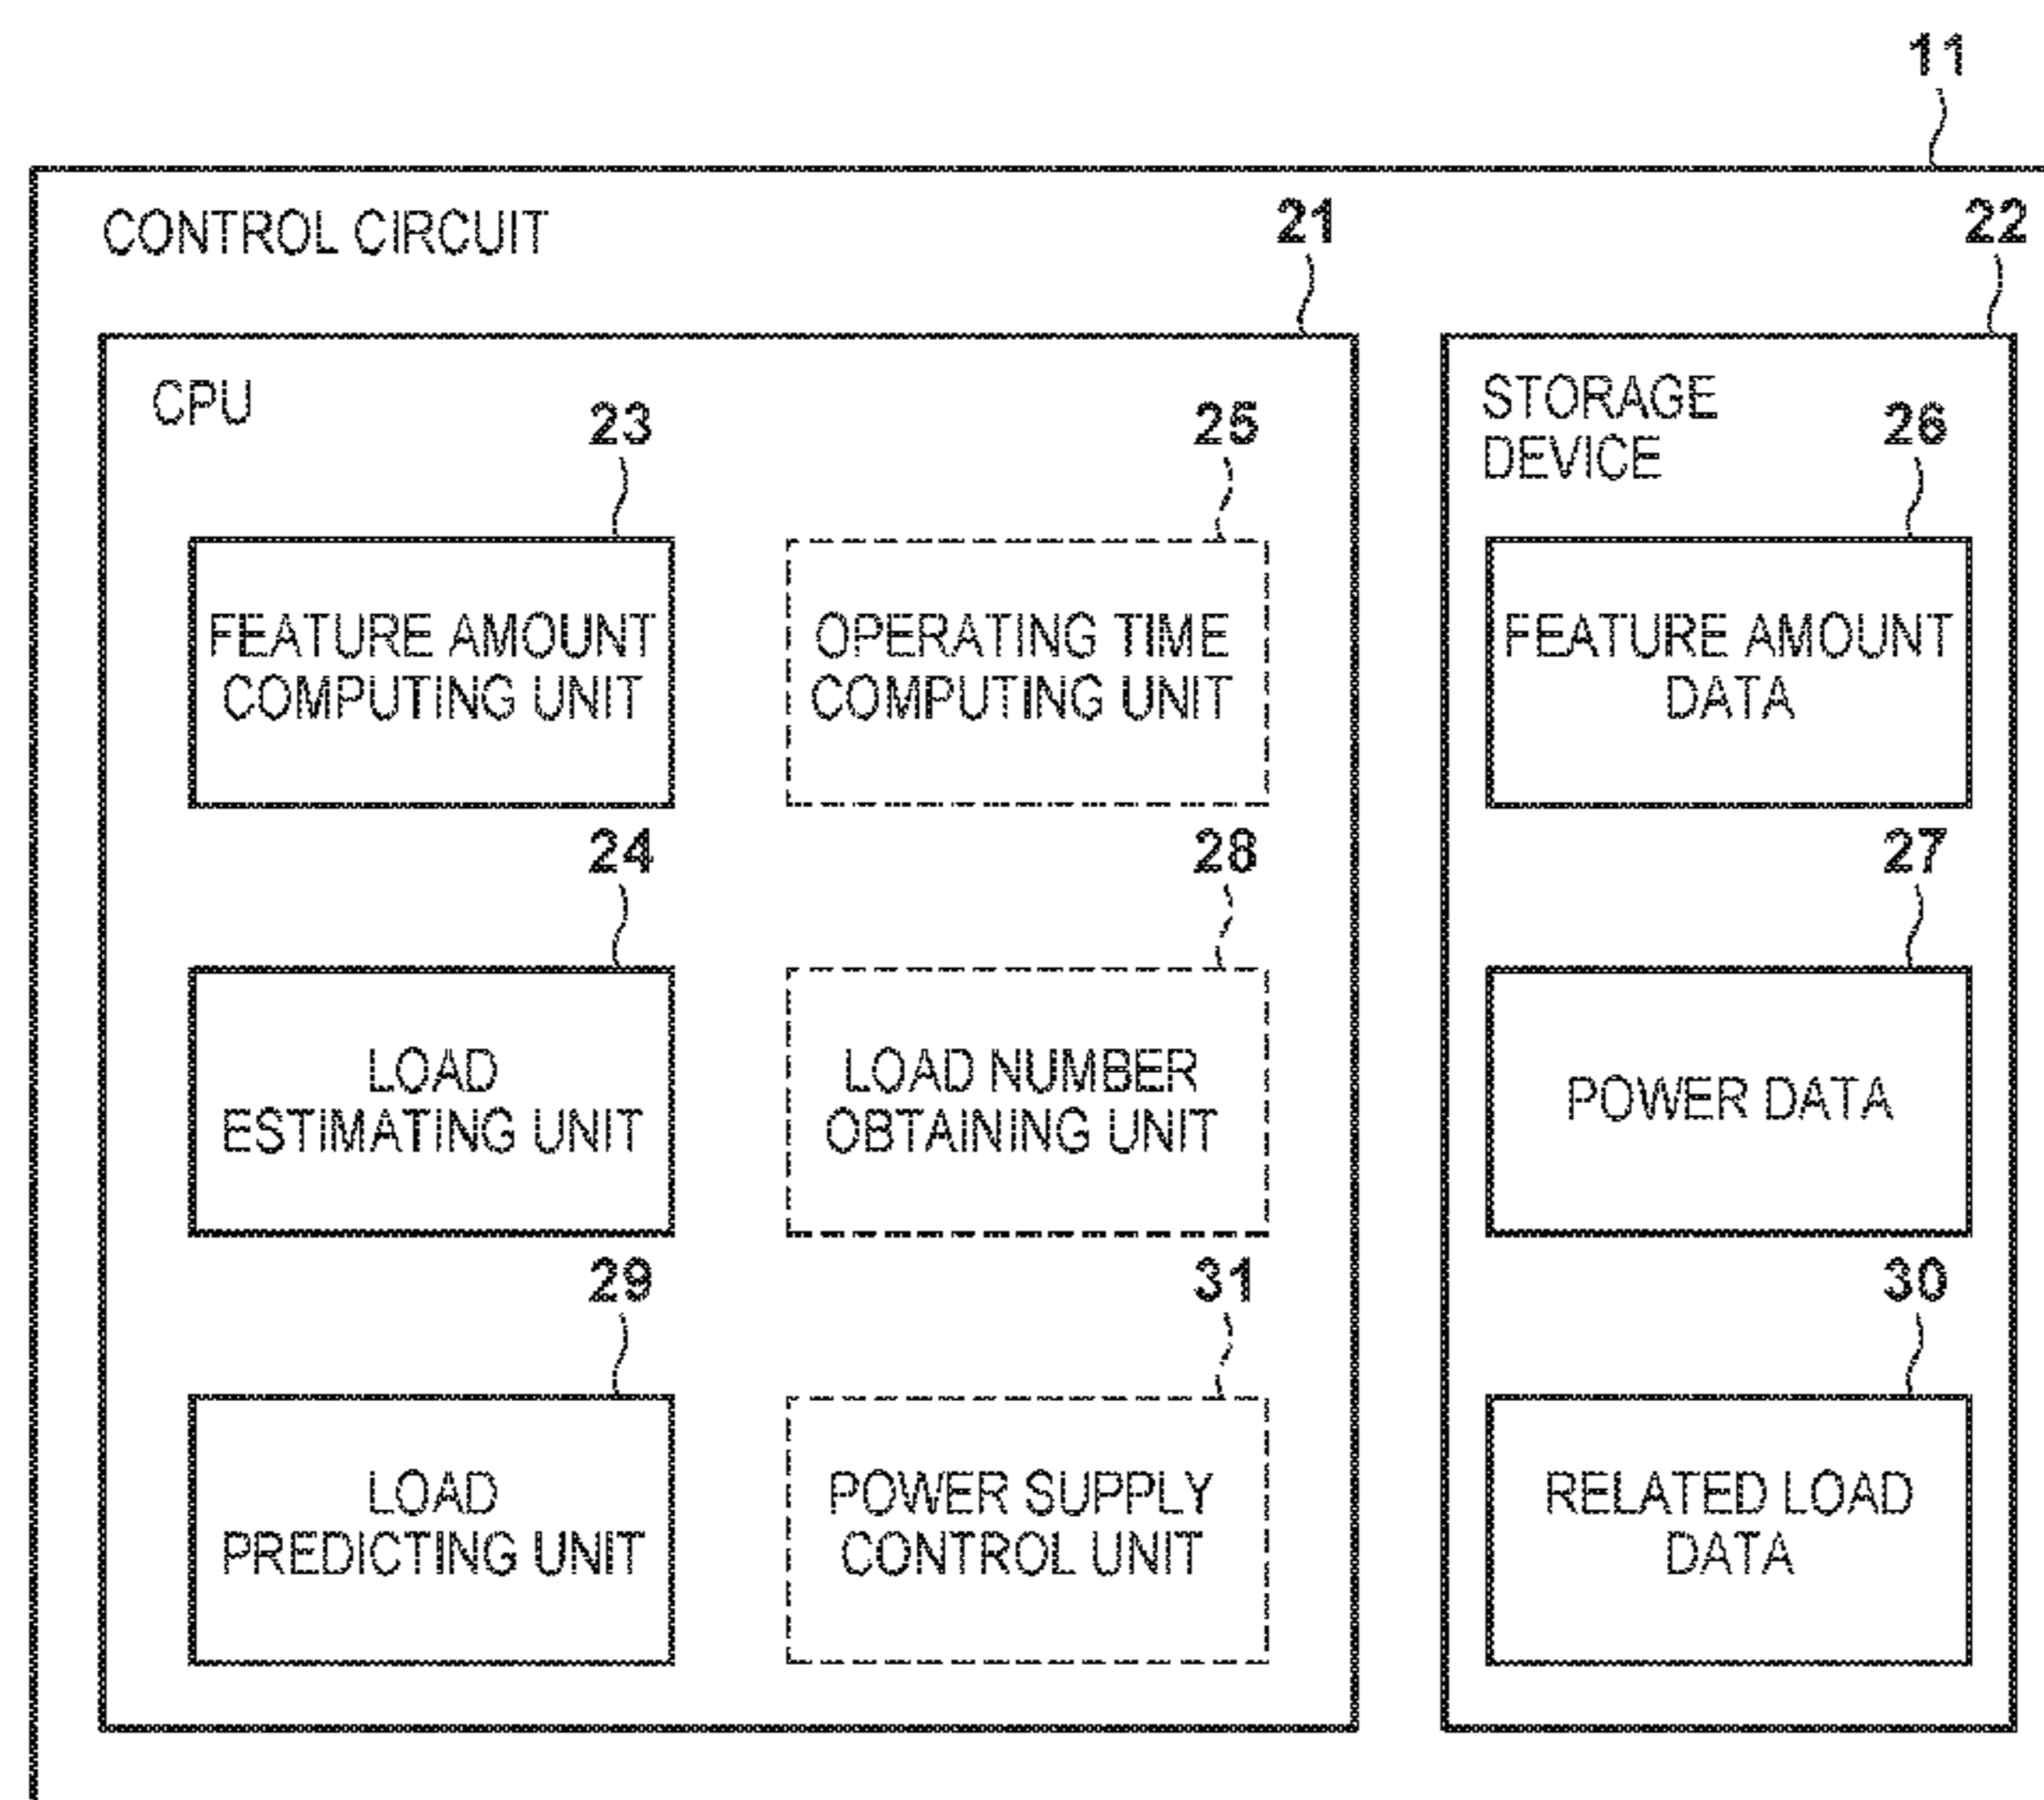 11
CONTROL CIRCUIT
21
22
CPU
23
25
STORAGE
DEVICE
26
FEATURE AMOUNT
COMPUTING UNIT
OPERATING TIME
COMPUTING UNIT
FEATURE AMOUNT
DATA
24
28
27
LOAD
ESTIMATING UNIT
LOAD NUMBER
OBTAINING UNIT
POWER DATA
29
31
30
LOAD
PREDICTING UNIT
POWER SUPPLY
CONTROL UNIT
RELATED LOAD
DATA